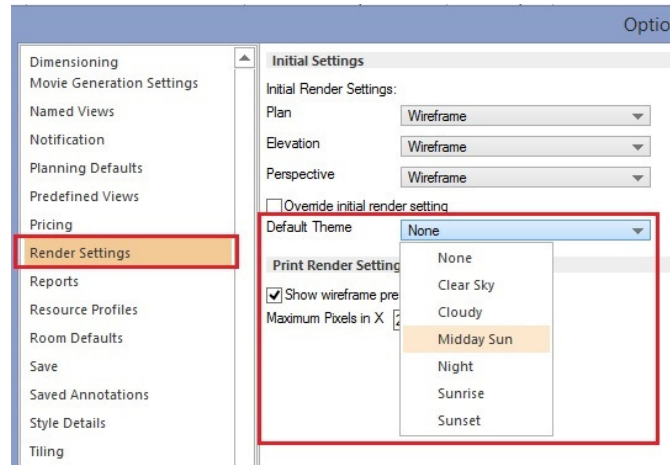 Optio
Dimensioning
Movie Generation Settings
Named Views
Notification
Planning Defaults
Predefined Views
Pricing
Render Settings
Reports
Resource Profiles
Room Defaults
Save
Saved Annotations
Style Details
Tiling
Initial Settings
Initial Render Settings:
Plan Wireframe
Elevation Wireframe
Perspective Wireframe
Override initial render setting
Default Theme None
Print Render Setting
Show wireframe pre
Maximum Pixels in X
None
Clear Sky
Cloudy
Midday Sun
Night
Sunrise
Sunset